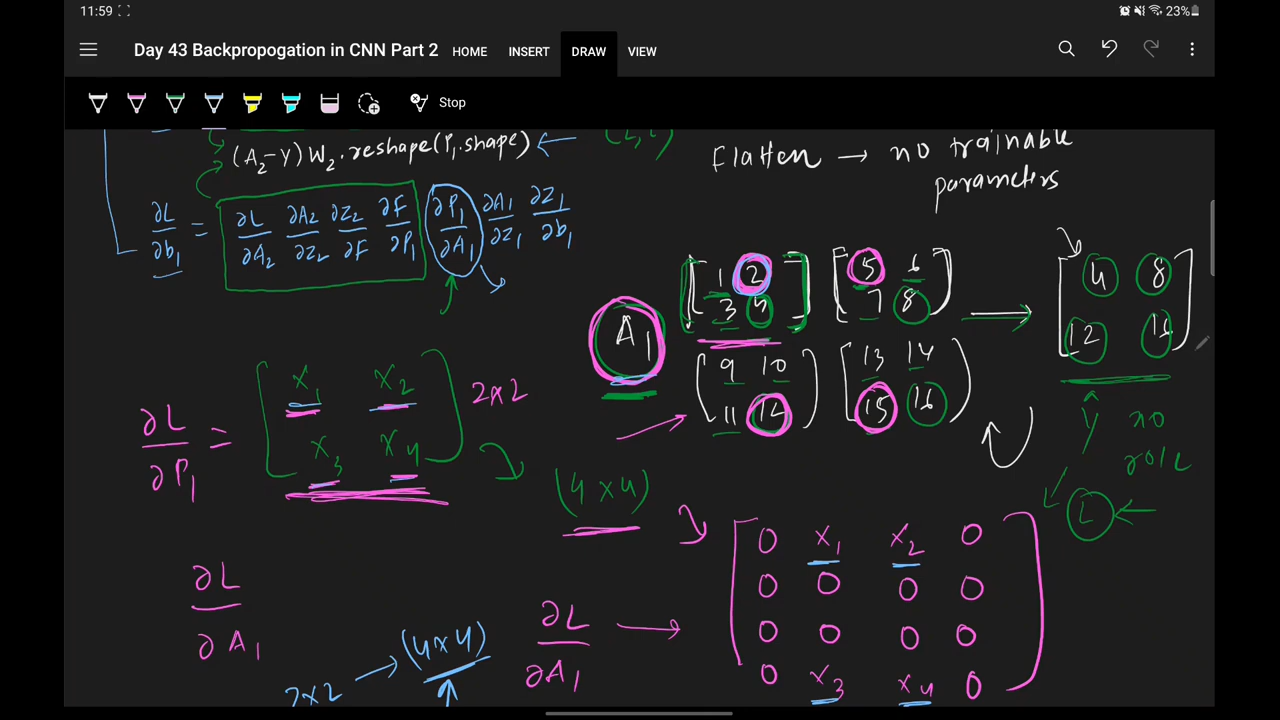 11:59
23%
Day 43 Backpropogation in CNN Part 2 HOME INSERT DRAW VIEW
Stop
(A₂-Y)W₂.reshape(P₁.shape)
Flatten → no trainable
parameters
∂L/∂b₁ = ∂L/∂A₂ ∂A₂/∂Z₂ ∂Z₂/∂F ∂F/∂P₁ ∂P₁/∂A₁ ∂A₁/∂Z₁ ∂Z₁/∂b₁
A₁
1 2 5 6
3 4 7 8
9 10 13 14
11 12 15 16
4 8
12 16
no
role
L
∂L/∂P₁ =
x₁ x₂
x₃ x₄
2x2
(4x4)
∂L/∂A₁
2x2 → (4x4)
∂L/∂A₁ →
0 x₁ x₂ 0
0 0 0 0
0 0 0 0
0 x₃ x₄ 0